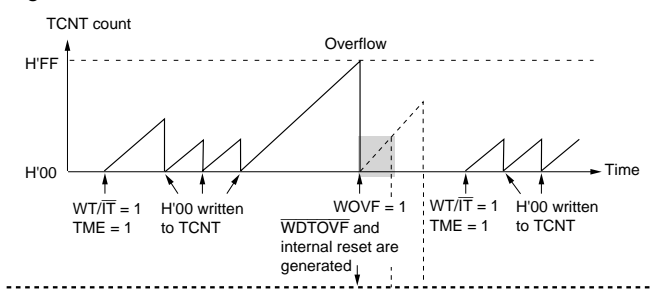 TCNT count
Overflow
H'FF
H'00
Time
WT/IT = 1
TME = 1
H'00 written
to TCNT
WOVF = 1
WDTOVF and
internal reset are
generated
WT/IT = 1
TME = 1
H'00 written
to TCNT